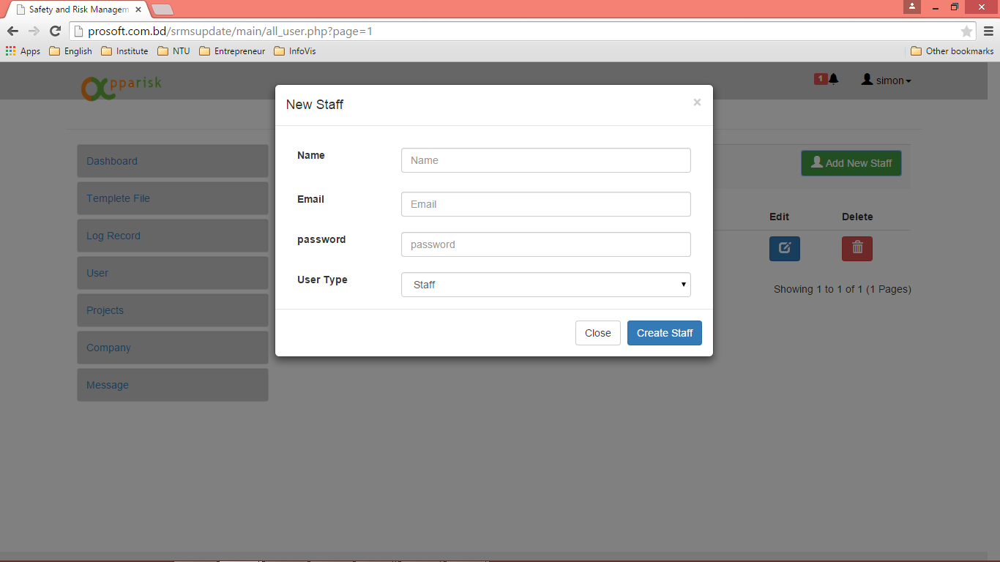 Safety and Risk Managem
prosoft.com.bd/srmsupdate/main/all_user.php?page=1
Apps English Institute NTU Entrepreneur InfoVis Other bookmarks
pparisk
1 simon
New Staff ×
Dashboard
Templete File
Log Record
User
Projects
Company
Message
Name
Name
Email
Email
password
password
User Type
Staff
Close Create Staff
Add New Staff
Edit Delete
Showing 1 to 1 of 1 (1 Pages)